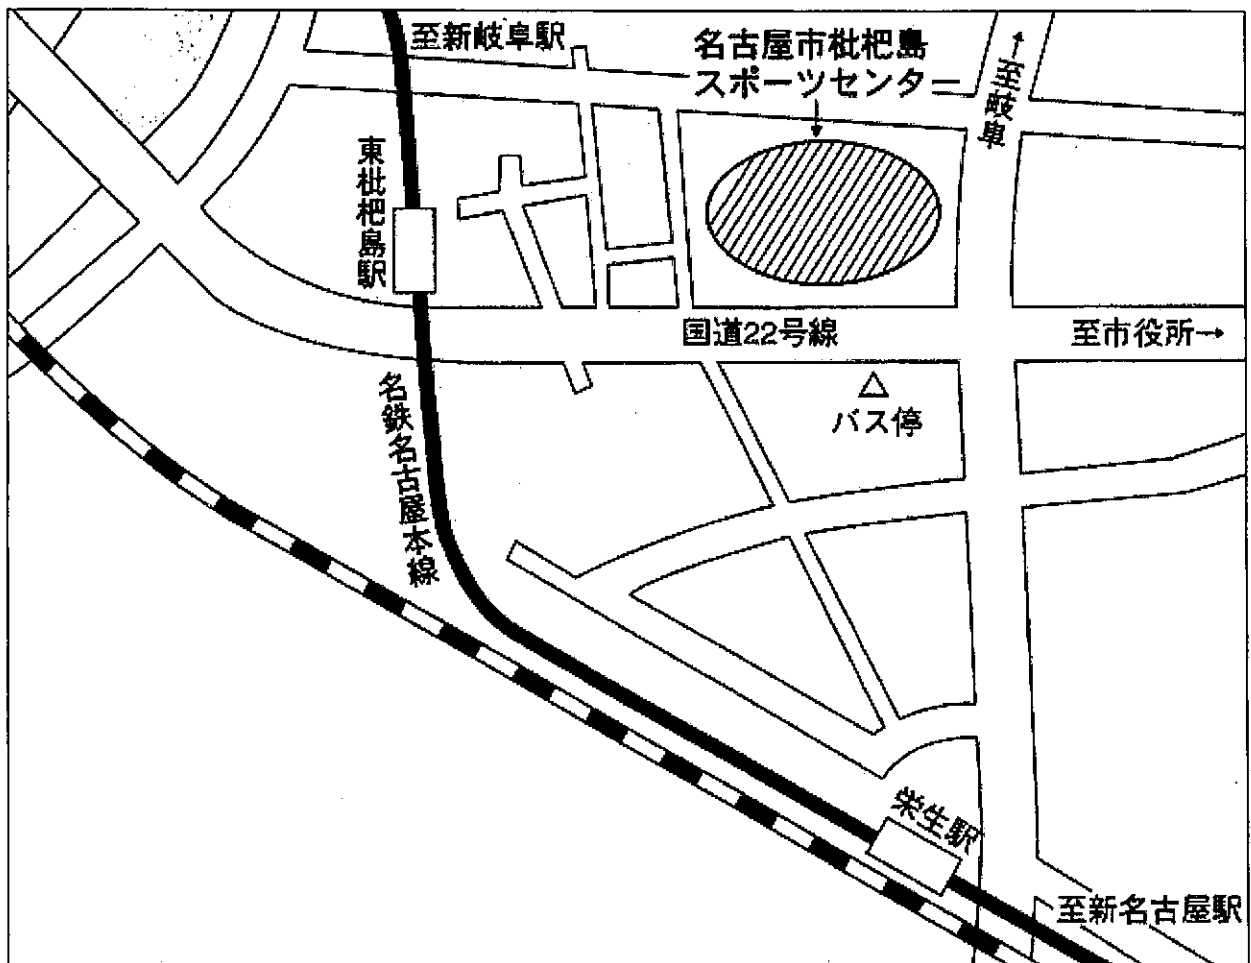 至新岐阜駅
名古屋市枇杷島
スポーツセンター
↑至岐阜
東枇杷島駅
国道22号線
至市役所→
バス停
名鉄名古屋本線
栄生駅
至新名古屋駅